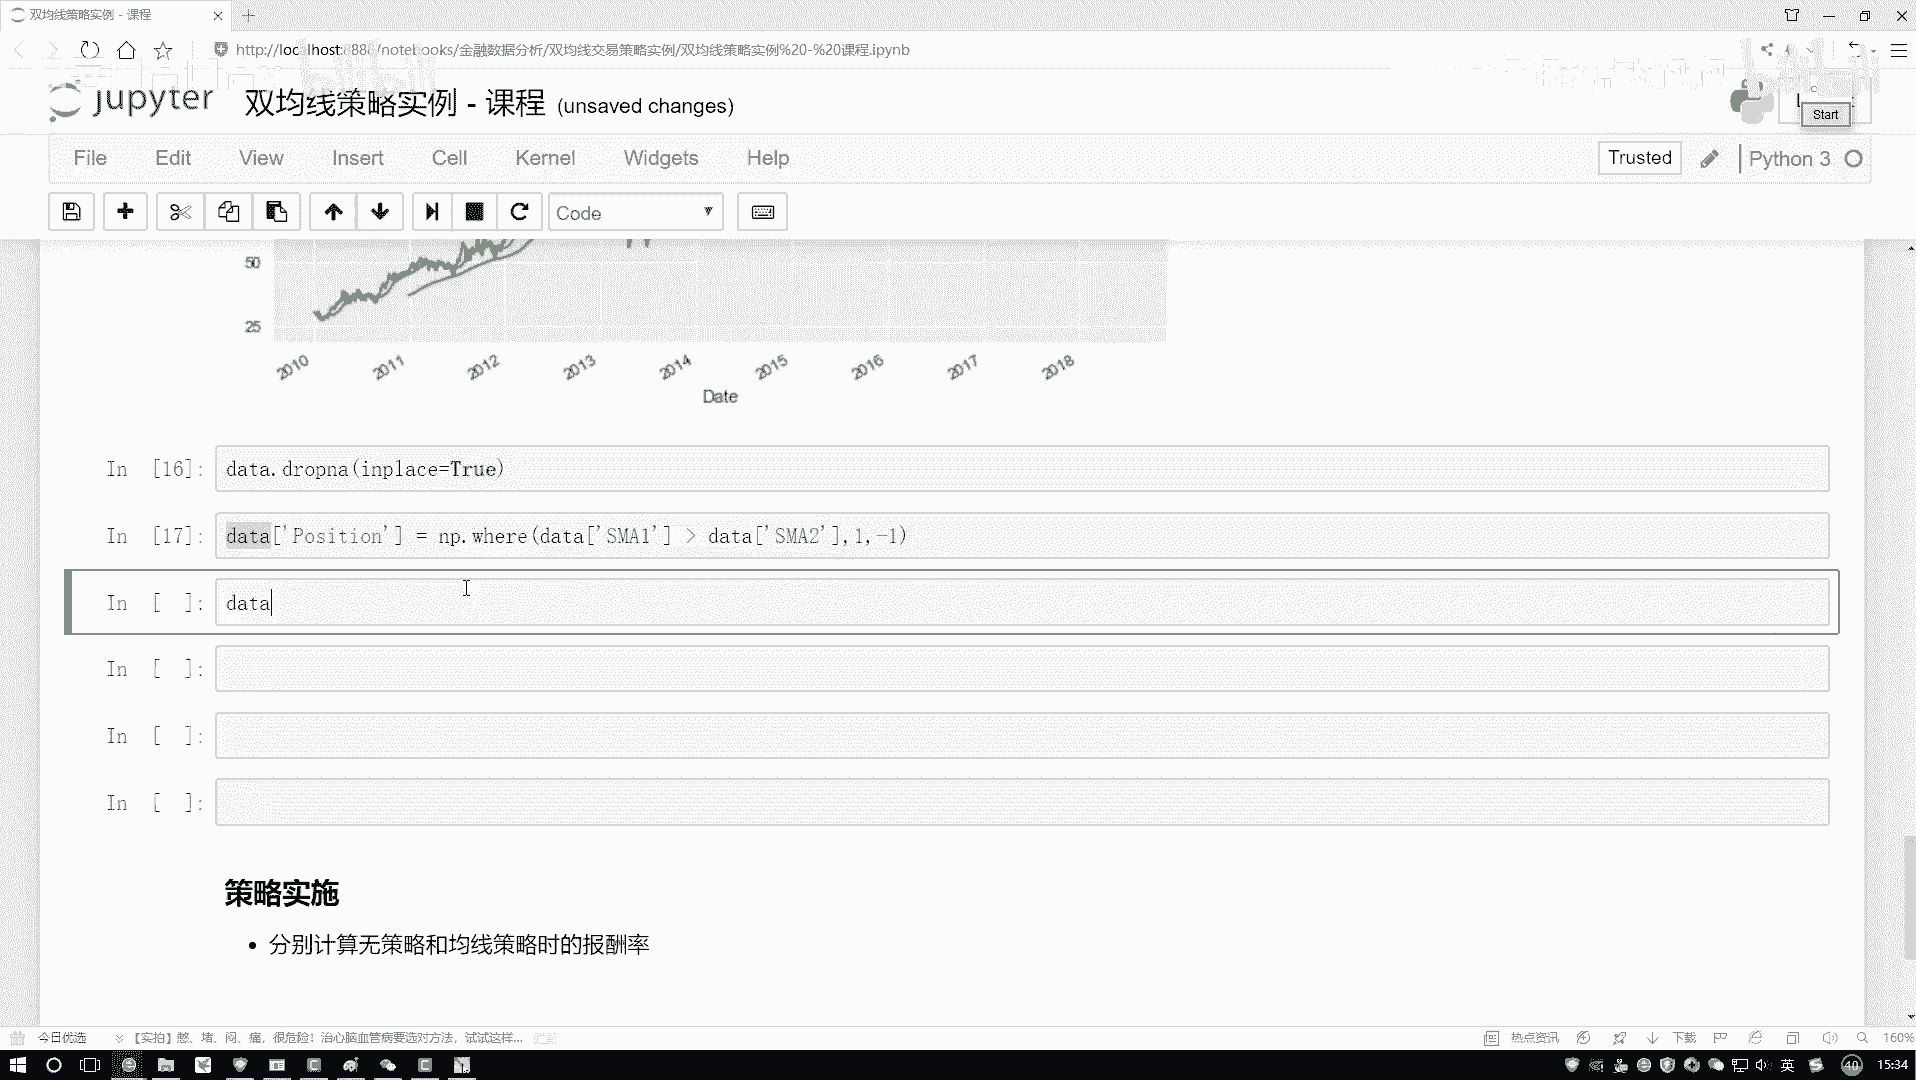 双均线策略实例 - 课程
http://localhost:8888/notebooks/金融数据分析/双均线交易策略实例/双均线策略实例%20-%20课程.ipynb
jupyter 双均线策略实例 - 课程 (unsaved changes)
Start
File Edit View Insert Cell Kernel Widgets Help
Trusted Python 3
Code
50
25
2010 2011 2012 2013 2014 2015 2016 2017 2018
Date
In [16]: data.dropna(inplace=True)
In [17]: data['Position'] = np.where(data['SMA1'] > data['SMA2'],1,-1)
In [ ]: data
In [ ]:
In [ ]:
In [ ]:
策略实施
• 分别计算无策略和均线策略时的报酬率
今日优选 【实拍】憋、堵、闷、痛，很危险！治心脑血管病要选对方法，试试这样... 热点资讯 下载 160%
英 40 15:34